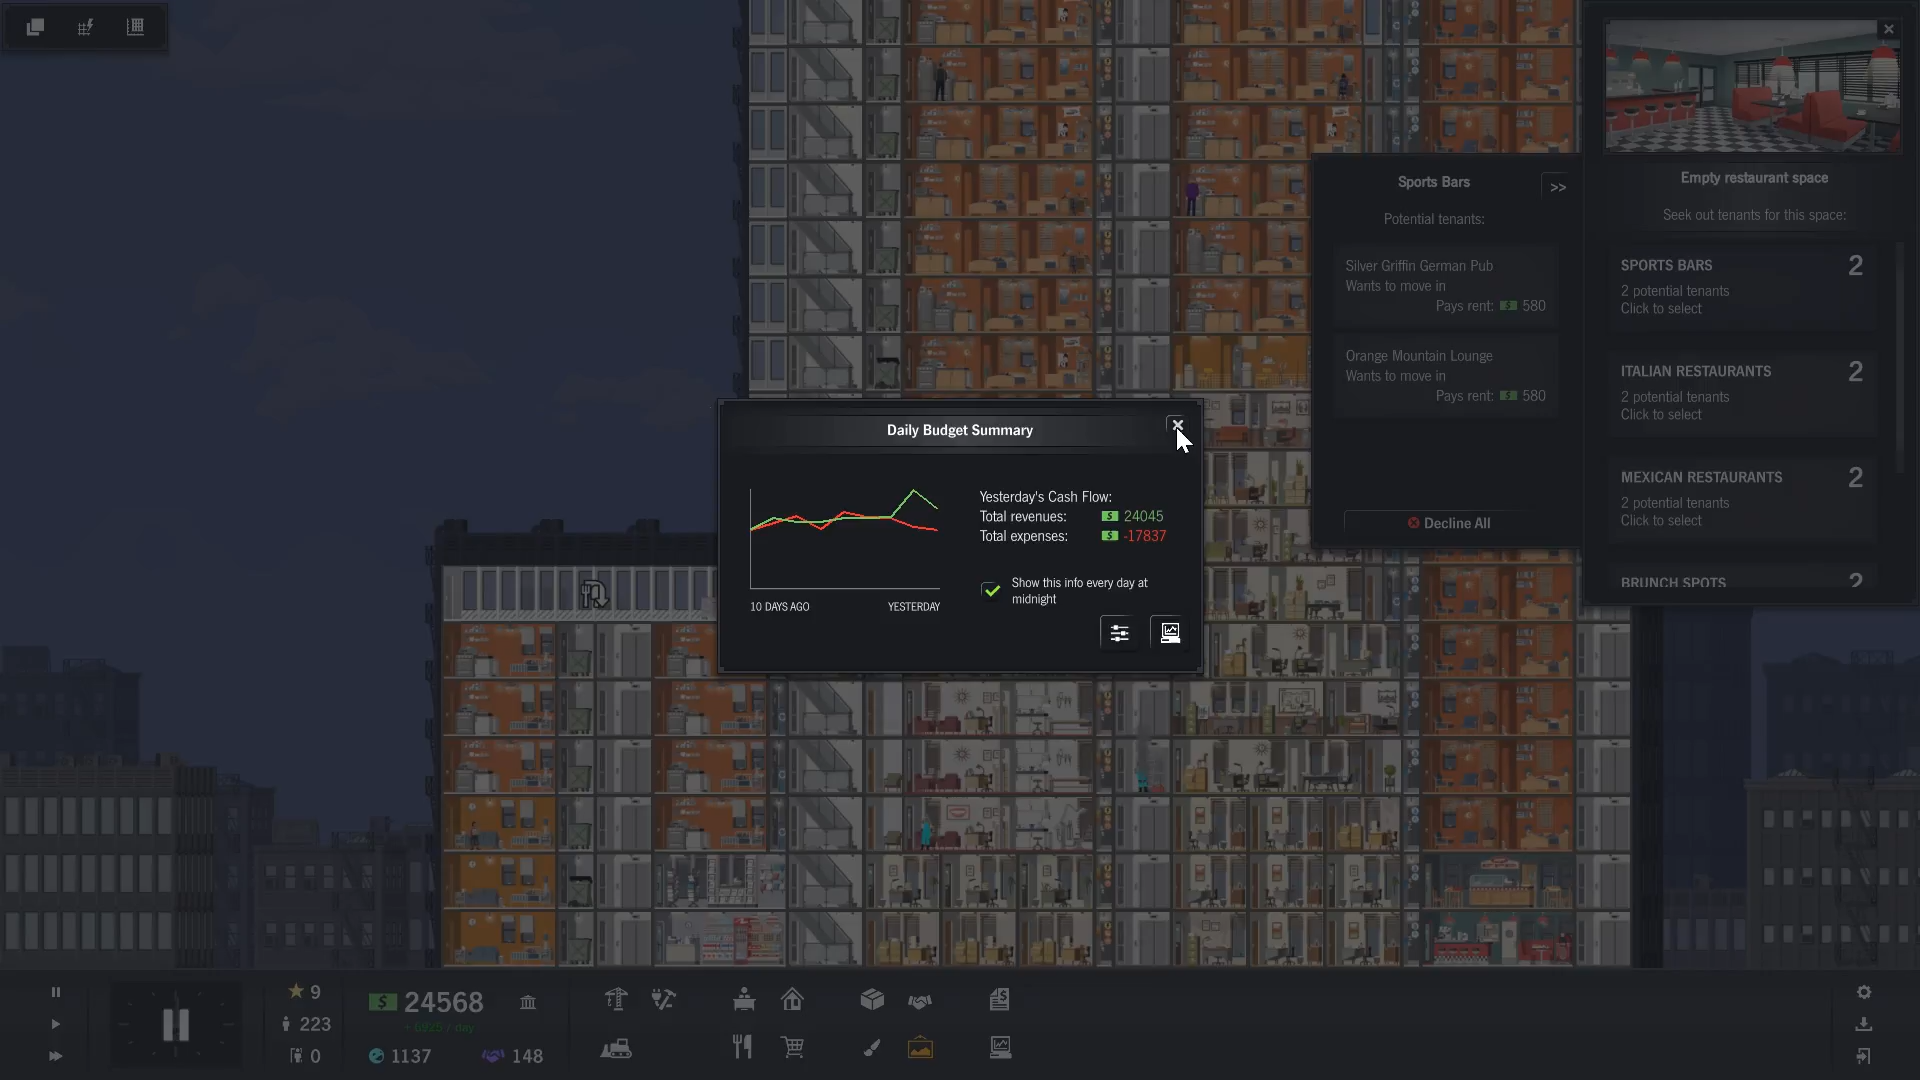 Empty restaurant space
Seek out tenants for this space:
SPORTS BARS 2
2 potential tenants
Click to select
ITALIAN RESTAURANTS 2
2 potential tenants
Click to select
MEXICAN RESTAURANTS 2
2 potential tenants
Click to select
BRUNCH SPOTS 2
Sports Bars >>
Potential tenants:
Silver Griffin German Pub
Wants to move in
Pays rent: $ 580
Orange Mountain Lounge
Wants to move in
Pays rent: $ 580
Decline All
Daily Budget Summary
Yesterday's Cash Flow:
Total revenues: $ 24045
Total expenses: $ -17837
Show this info every day at
midnight
10 DAYS AGO YESTERDAY
9
223
0
$ 24568
+ 6925 / day
1137 148